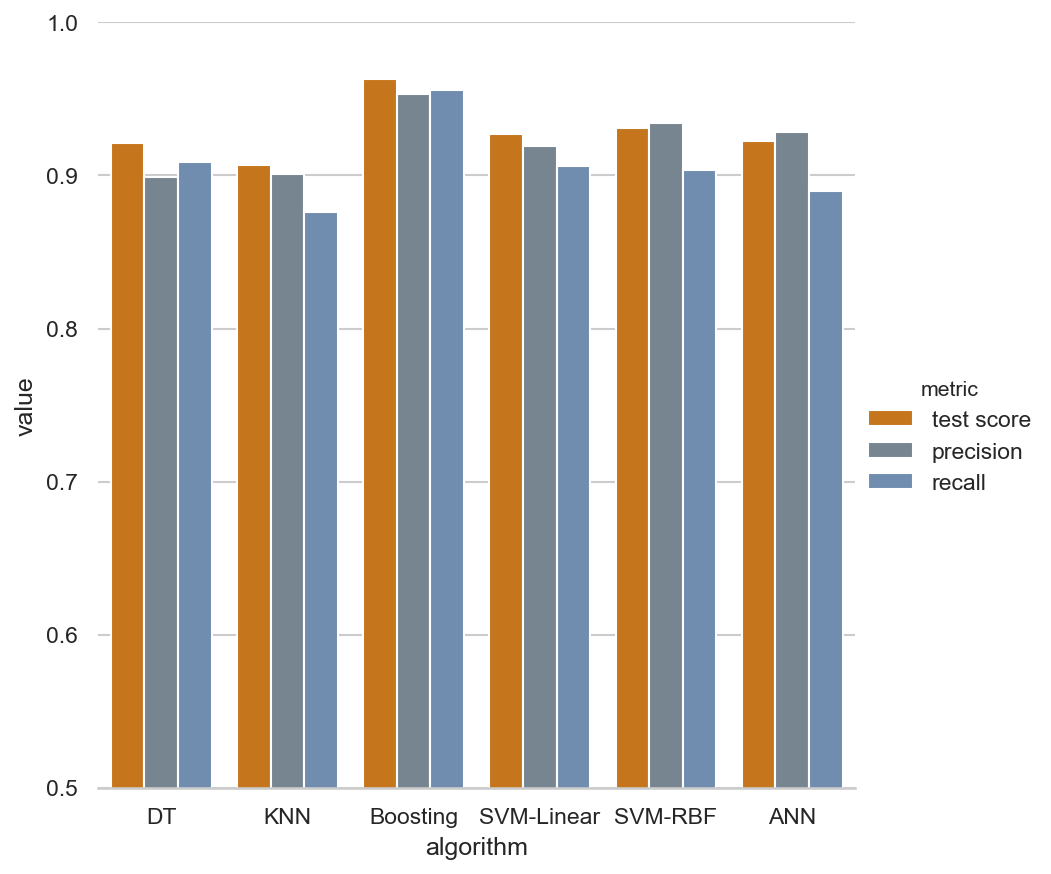 1.0
0.9
0.8
0.7
0.6
0.5
value
DT KNN Boosting SVM-Linear SVM-RBF ANN
algorithm
metric
test score
precision
recall